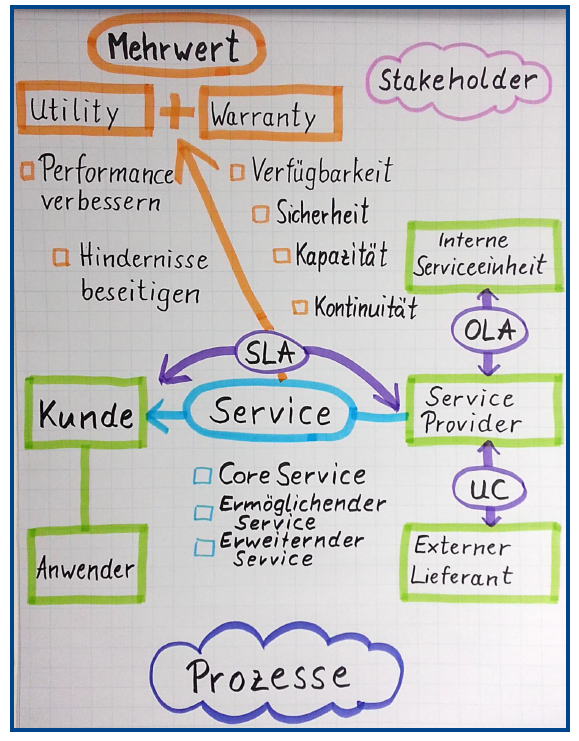 Mehrwert
Stakeholder
Utility + Warranty
Performance
verbessern
Hindernisse
beseitigen
Verfügbarkeit
Sicherheit
Kapazität
Kontinuität
Interne
Serviceeinheit
OLA
SLA
Kunde
Service
Service
Provider
Core Service
Ermöglichender
Service
Erweiternder
Service
UC
Anwender
Externer
Lieferant
Prozesse